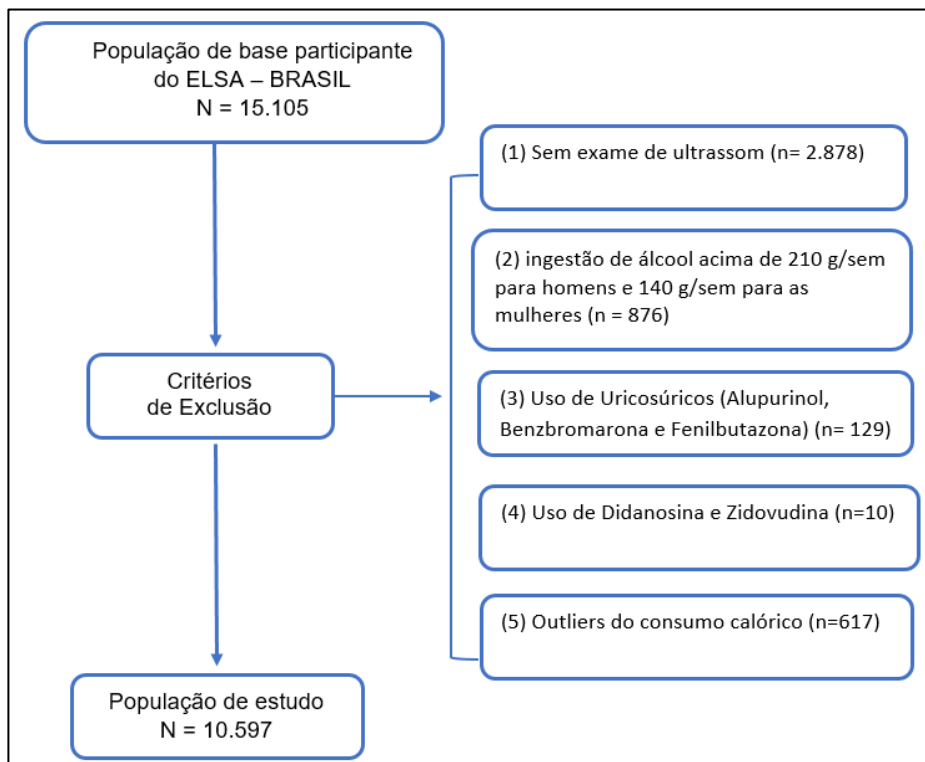 População de base participante
do ELSA – BRASIL
N = 15.105
(1) Sem exame de ultrassom (n= 2.878)
(2) ingestão de álcool acima de 210 g/sem
para homens e 140 g/sem para as
mulheres (n = 876)
Critérios
de Exclusão
(3) Uso de Uricosúricos (Alupurinol,
Benzbromarona e Fenilbutazona) (n= 129)
(4) Uso de Didanosina e Zidovudina (n=10)
(5) Outliers do consumo calórico (n=617)
População de estudo
N = 10.597